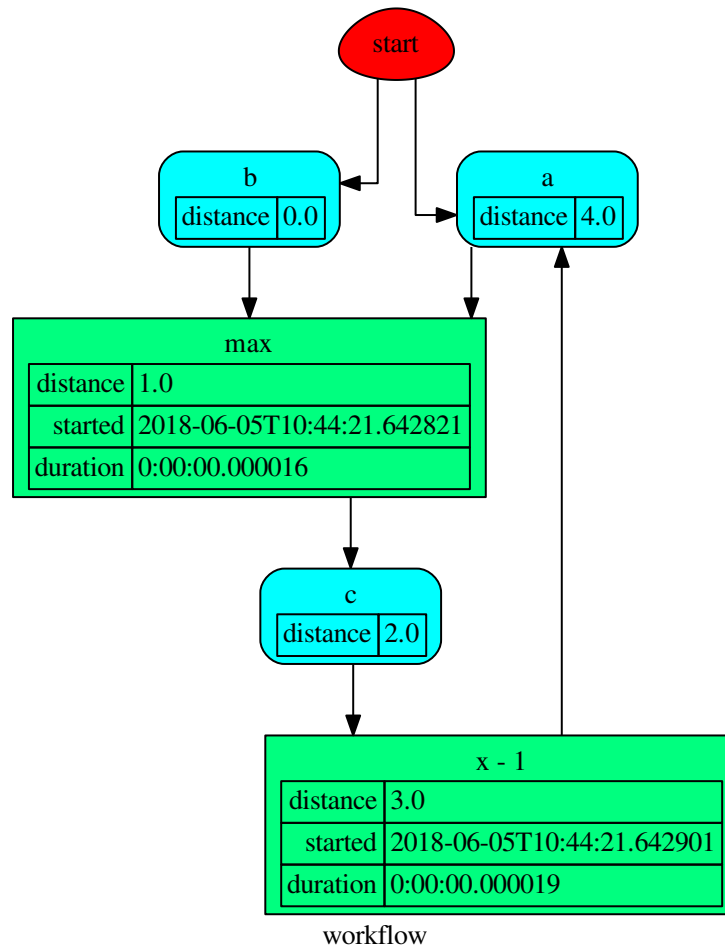 start
b
distance 0.0
a
distance 4.0
max
distance 1.0
started 2018-06-05T10:44:21.642821
duration 0:00:00.000016
c
distance 2.0
x - 1
distance 3.0
started 2018-06-05T10:44:21.642901
duration 0:00:00.000019
workflow